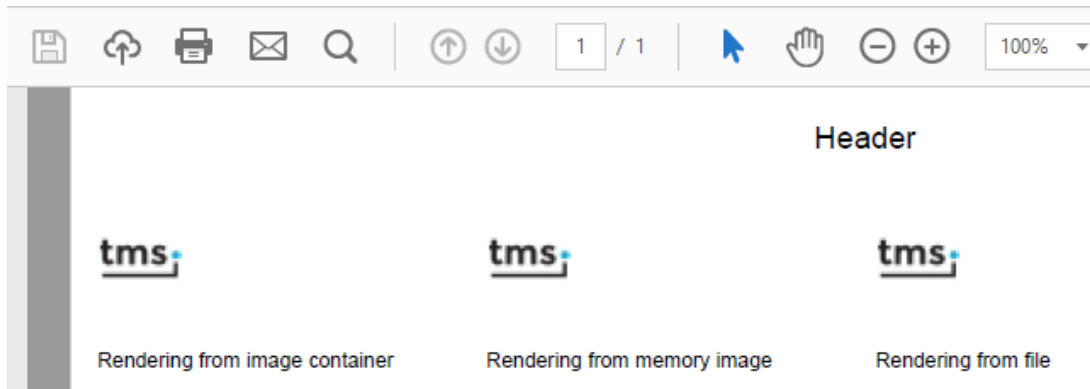 1 / 1 100%
Header
tms; tms; tms;
Rendering from image container Rendering from memory image Rendering from file